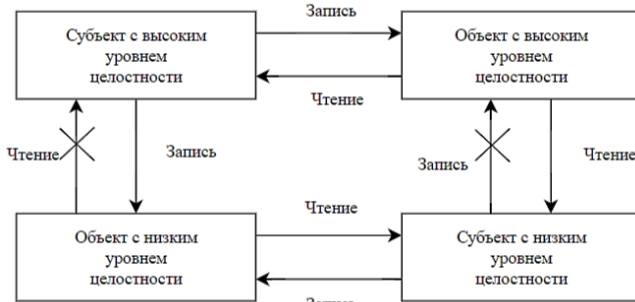 Запись
Субъект с высоким
уровнем
целостности
Объект с высоким
уровнем
целостности
Чтение
Чтение
Запись
Запись
Чтение
Чтение
Объект с низким
уровнем
целостности
Субъект с низким
уровнем
целостности
Запись